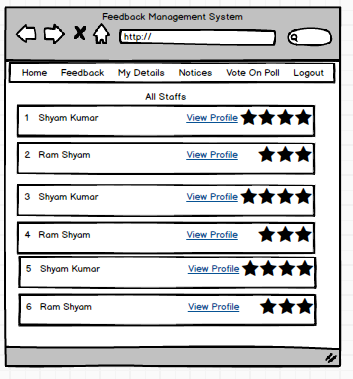 Feedback Management System
http://
Home Feedback My Details Notices Vote On Poll Logout
All Staffs
1 Shyam Kumar View Profile
2 Ram Shyam View Profile
3 Shyam Kumar View Profile
4 Ram Shyam View Profile
5 Shyam Kumar View Profile
6 Ram Shyam View Profile